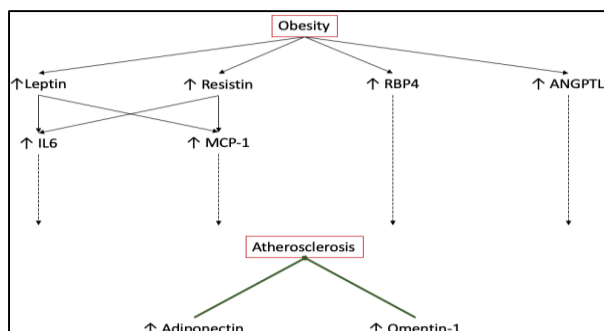 Obesity
↑ Leptin ↑ Resistin ↑ RBP4 ↑ ANGPTL
↑ IL6 ↑ MCP-1
Atherosclerosis
↑ Adiponectin ↑ Omentin-1